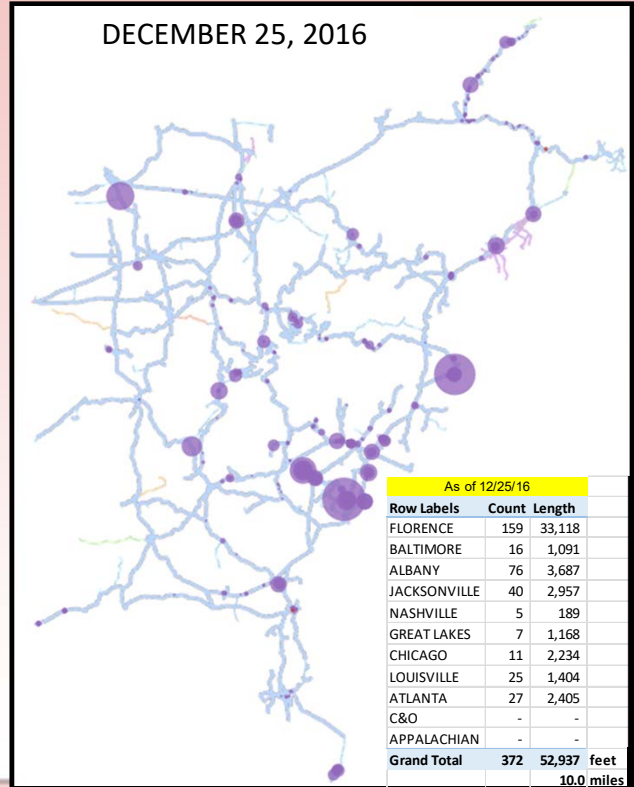 DECEMBER 25, 2016
As of 12/25/16
Row Labels Count Length
FLORENCE 159 33,118
BALTIMORE 16 1,091
ALBANY 76 3,687
JACKSONVILLE 40 2,957
NASHVILLE 5 189
GREAT LAKES 7 1,168
CHICAGO 11 2,234
LOUISVILLE 25 1,404
ATLANTA 27 2,405
C&O - -
APPALACHIAN - -
Grand Total 372 52,937 feet
10.0 miles